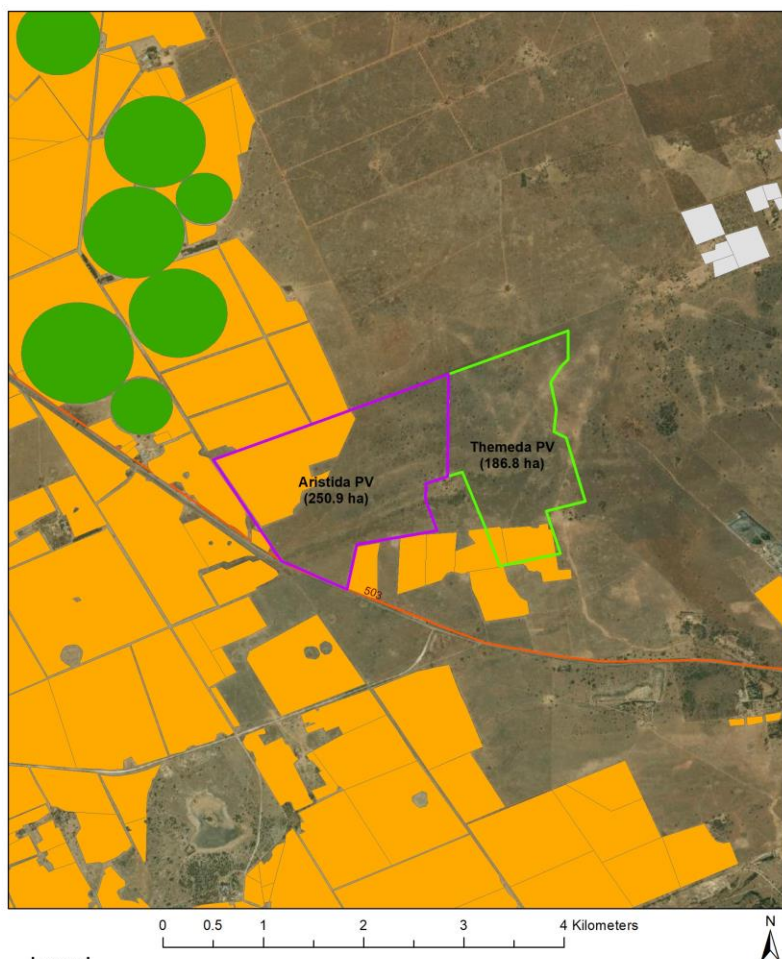 Themeda PV
(186.8 ha)
Aristida PV
(250.9 ha)
503
0 0.5 1 2 3 4 Kilometers
N